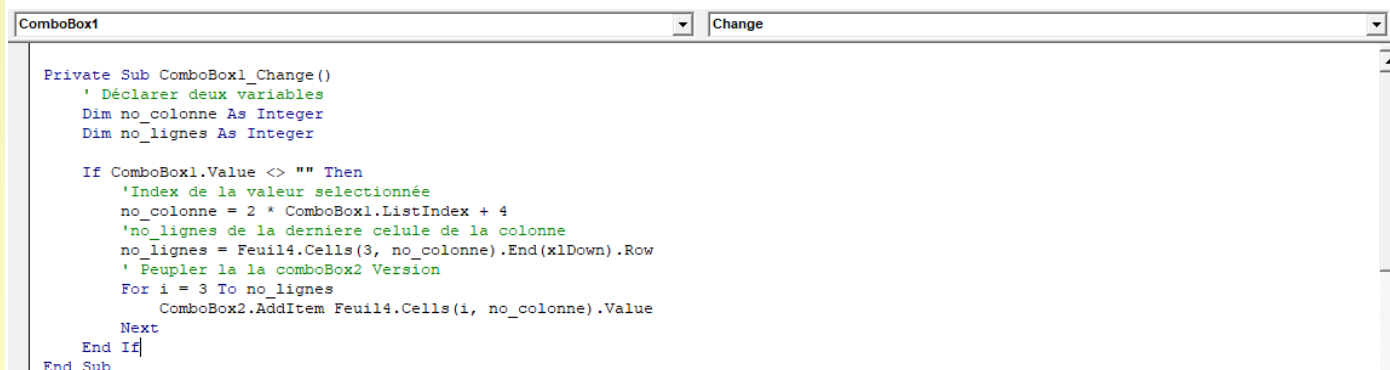 ComboBox1 Change
Private Sub ComboBox1_Change()
' Déclarer deux variables
Dim no_colonne As Integer
Dim no_lignes As Integer
If ComboBox1.Value <> "" Then
'Index de la valeur selectionnée
no_colonne = 2 * ComboBox1.ListIndex + 4
'no_lignes de la derniere celule de la colonne
no_lignes = Feuil4.Cells(3, no_colonne).End(xlDown).Row
' Peupler la la comboBox2 Version
For i = 3 To no_lignes
ComboBox2.AddItem Feuil4.Cells(i, no_colonne).Value
Next
End If
End Sub